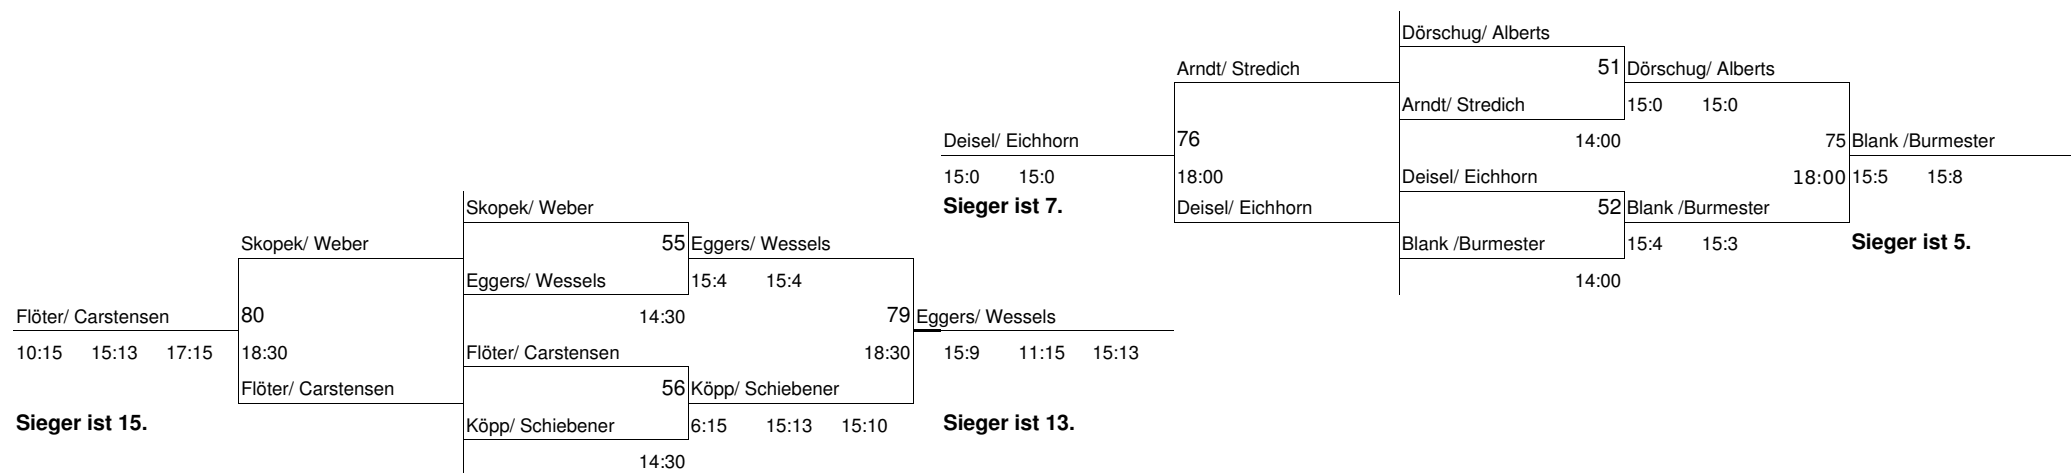 Dörschug/ Alberts
Arndt/ Stredich 51 Dörschug/ Alberts
Arndt/ Stredich 15:0 15:0
Deisel/ Eichhorn 76 14:00 75 Blank /Burmester
15:0 15:0 18:00 Deisel/ Eichhorn 18:00 15:5 15:8
Skopek/ Weber Sieger ist 7. Deisel/ Eichhorn 52 Blank /Burmester
Skopek/ Weber 55 Eggers/ Wessels Blank /Burmester 15:4 15:3 Sieger ist 5.
Eggers/ Wessels 15:4 15:4 14:00
Flöter/ Carstensen 80 14:30 79 Eggers/ Wessels
10:15 15:13 17:15 18:30 Flöter/ Carstensen 18:30 15:9 11:15 15:13
Flöter/ Carstensen 56 Köpp/ Schiebener
Sieger ist 15. Köpp/ Schiebener 6:15 15:13 15:10 Sieger ist 13.
14:30